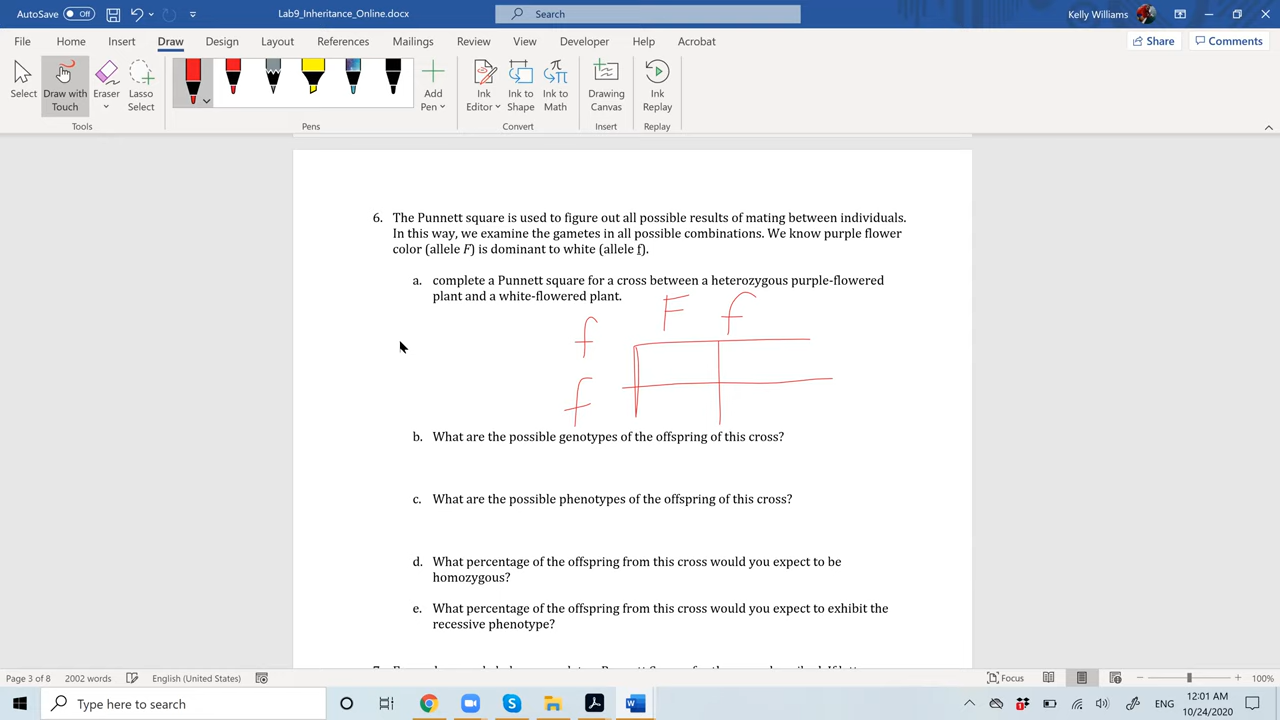 AutoSave Off Lab9_Inheritance_Online.docx Search Kelly Williams
File Home Insert Draw Design Layout References Mailings Review View Developer Help Acrobat Share Comments
Select Draw with Touch Eraser Lasso Select Add Pen Ink Editor Ink to Shape Ink to Math Drawing Canvas Ink Replay
Tools Pens Convert Insert Replay
6. The Punnett square is used to figure out all possible results of mating between individuals.
In this way, we examine the gametes in all possible combinations. We know purple flower
color (allele F) is dominant to white (allele f).
a. complete a Punnett square for a cross between a heterozygous purple-flowered
plant and a white-flowered plant.
F f
f
f
b. What are the possible genotypes of the offspring of this cross?
c. What are the possible phenotypes of the offspring of this cross?
d. What percentage of the offspring from this cross would you expect to be
homozygous?
e. What percentage of the offspring from this cross would you expect to exhibit the
recessive phenotype?
Page 3 of 8 2002 words English (United States) Focus 100%
Type here to search ENG 12:01 AM
10/24/2020